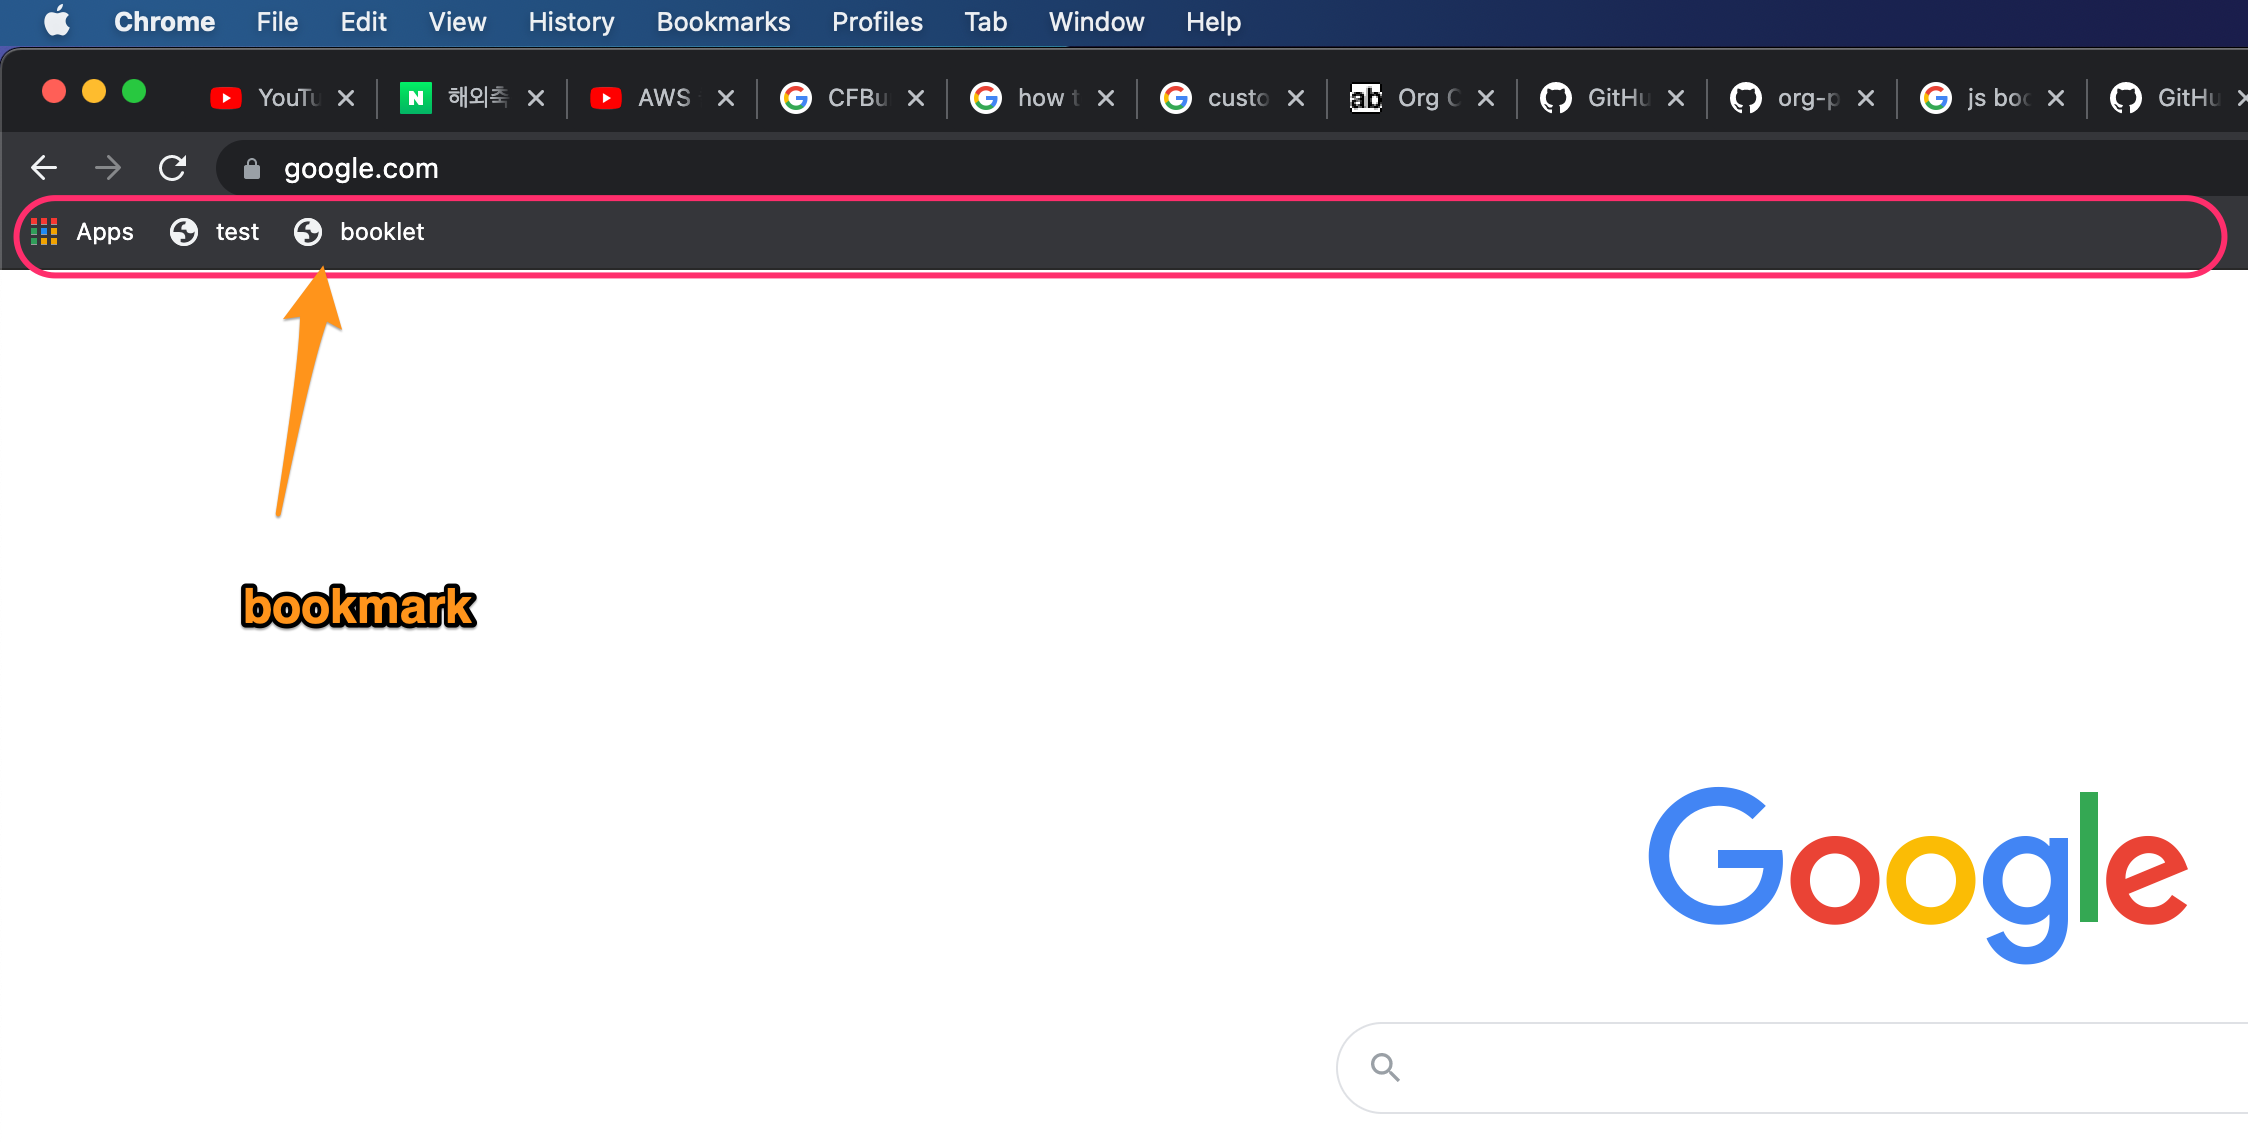 Chrome File Edit View History Bookmarks Profiles Tab Window Help
YouTu 해외축 AWS CFBu how t custo ab Org C GitHu org-p js boo GitHu
google.com
Apps test booklet
bookmark
Google